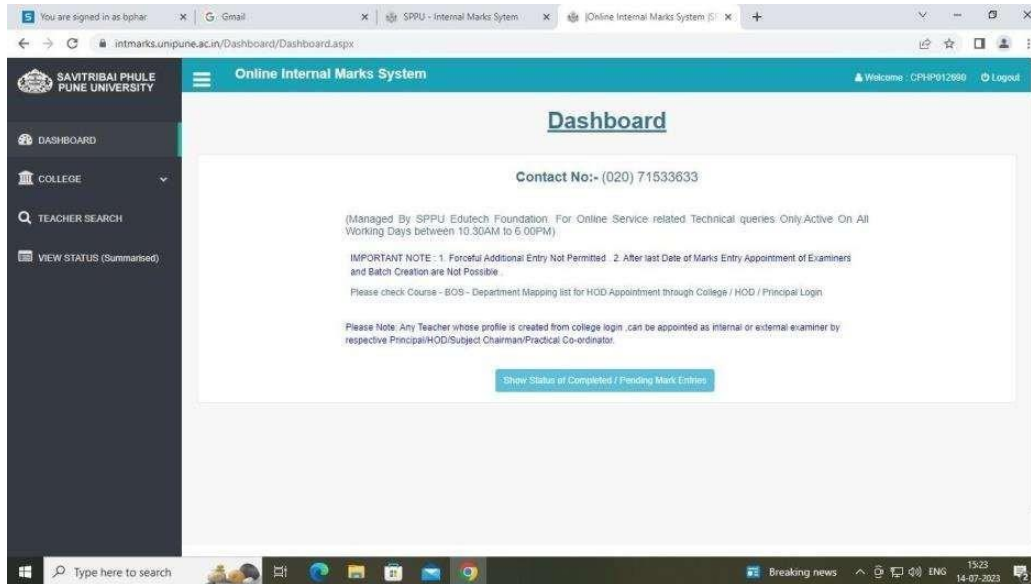 You are signed in as bphar
Gmail
SPPU - Internal Marks Sytem
Online Internal Marks System (S
intmarks.unipune.ac.in/Dashboard/Dashboard.aspx
SAVITRIBAI PHULE
PUNE UNIVERSITY
Online Internal Marks System
Welcome : CPHP012690
Logout
DASHBOARD
COLLEGE
TEACHER SEARCH
VIEW STATUS (Summarised)
Dashboard
Contact No:- (020) 71533633
(Managed By SPPU Edutech Foundation. For Online Service related Technical queries Only.Active On All
Working Days between 10.30AM to 6.00PM)
IMPORTANT NOTE : 1. Forceful Additional Entry Not Permitted . 2. After last Date of Marks Entry Appointment of Examiners
and Batch Creation are Not Possible .
Please check Course - BOS - Department Mapping list for HOD Appointment through College / HOD / Principal Login
Please Note: Any Teacher whose profile is created from college login ,can be appointed as internal or external examiner by
respective Principal/HOD/Subject Chairman/Practical Co-ordinator.
Show Status of Completed / Pending Mark Entries
Type here to search
Breaking news
ENG
15:23
14-07-2023